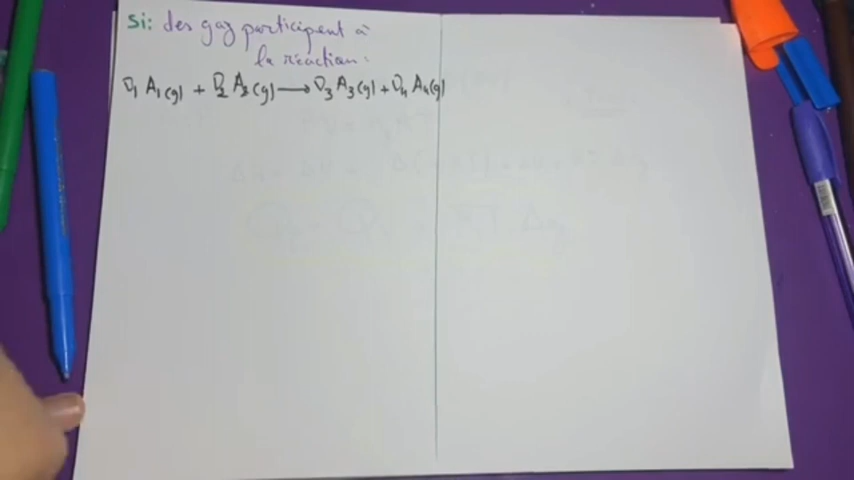 Si: des gaz participent à
la réaction:
ν₁ A₁(g) + ν₂ A₂(g) ⟶ ν₃ A₃(g) + ν₄ A₄(g)